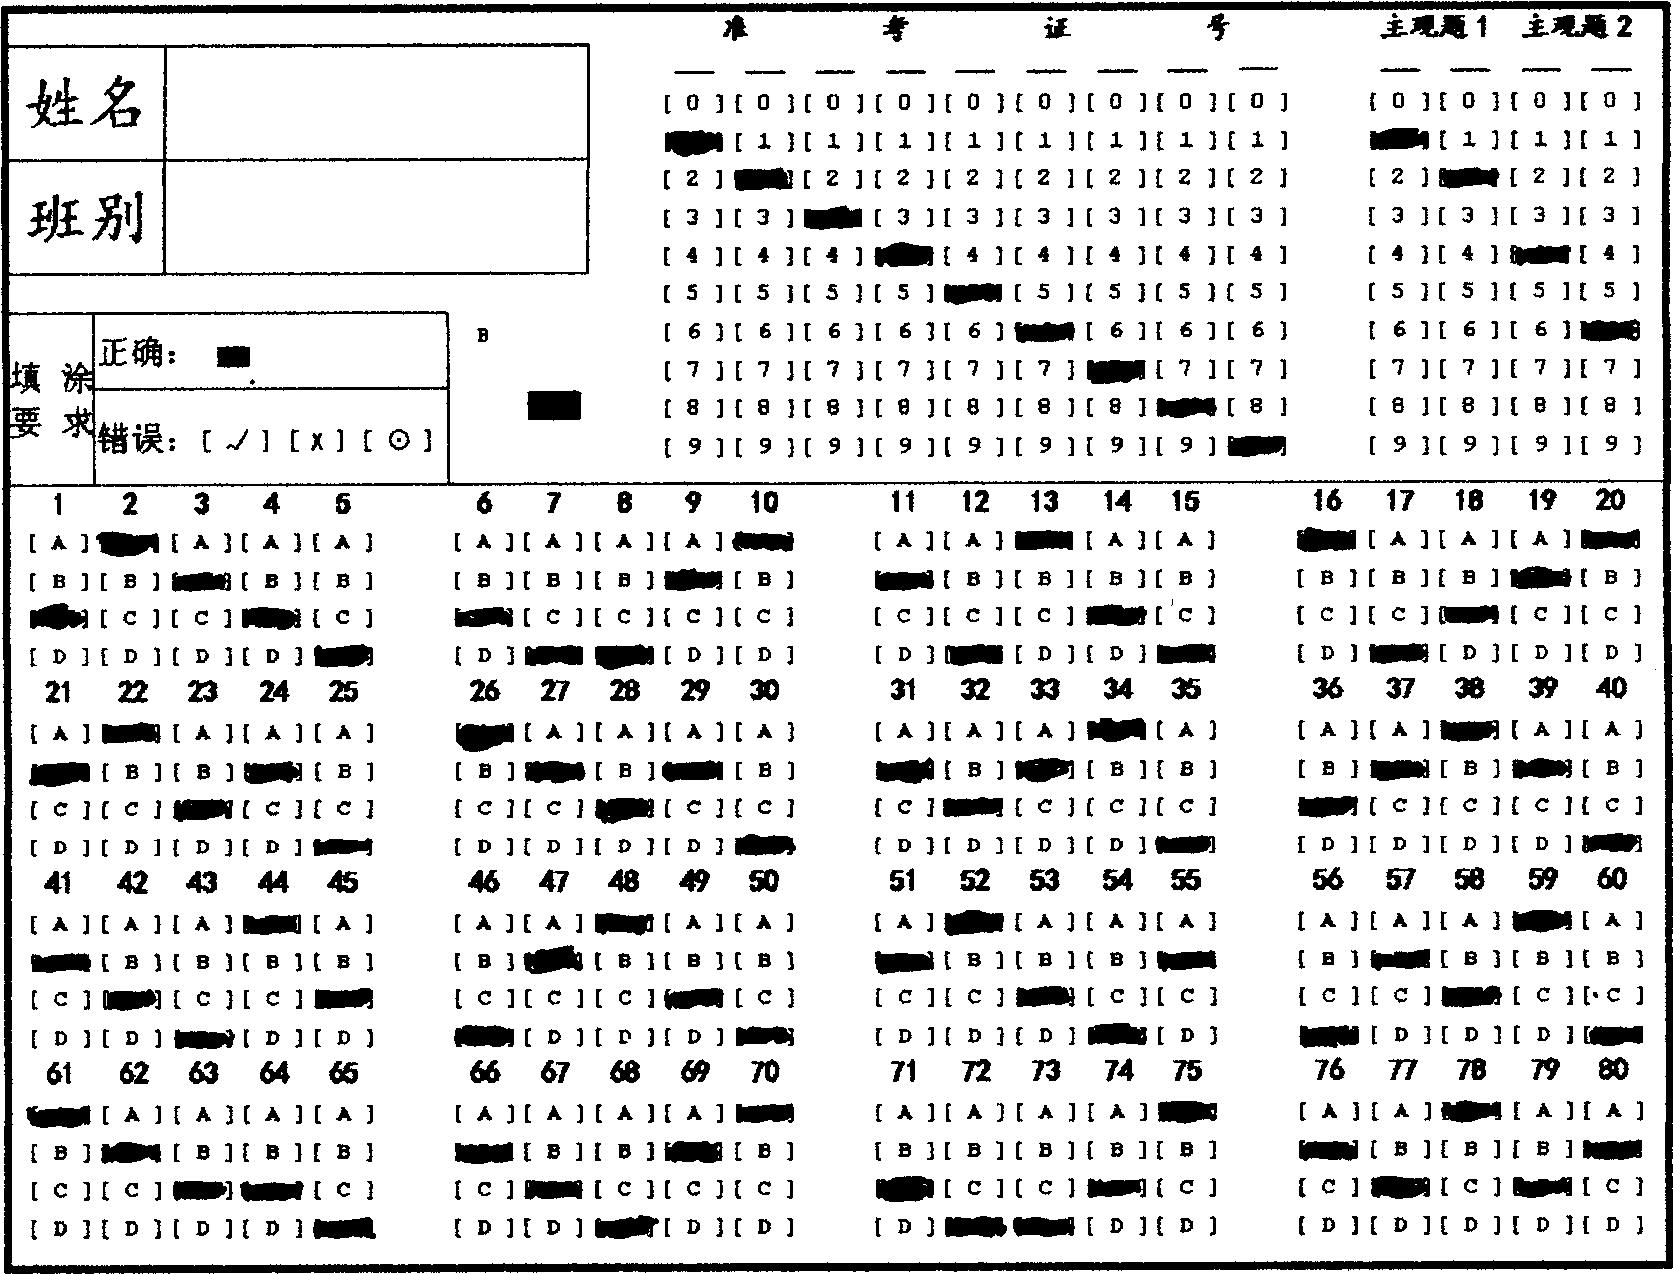 准 考 证 号 主观题1 主观题2
姓名
[0][0][0][0][0][0][0][0][0] [0][0][0][0]
[1][1][1][1][1][1][1][1] [1][1][1]
[2][2][2][2][2][2][2][2] [2][2][2]
班别
[3][3][3][3][3][3][3][3] [3][3][3][3]
[4][4][4][4][4][4][4][4] [4][4][4]
[5][5][5][5][5][5][5][5] [5][5][5][5]
填涂要求
正确：
B
[6][6][6][6][6][6][6][6] [6][6][6]
[7][7][7][7][7][7][7][7] [7][7][7][7]
[8][8][8][8][8][8][8][8] [8][8][8][8]
错误：[✓][X][⊙]
[9][9][9][9][9][9][9][9] [9][9][9][9]
1 2 3 4 5 6 7 8 9 10 11 12 13 14 15 16 17 18 19 20
[A][A][A][A] [A][A][A][A] [A][A][A][A] [A][A][A]
[B][B][B][B] [B][B][B][B] [B][B][B][B] [B][B][B][B]
[C][C][C] [C][C][C][C] [C][C][C][C] [C][C][C][C]
[D][D][D][D] [D][D][D] [D][D][D] [D][D][D][D]
21 22 23 24 25 26 27 28 29 30 31 32 33 34 35 36 37 38 39 40
[A][A][A][A] [A][A][A][A] [A][A][A][A] [A][A][A][A]
[B][B][B] [B][B][B] [B][B][B] [B][B][B]
[C][C][C][C] [C][C][C][C] [C][C][C][C] [C][C][C][C]
[D][D][D][D] [D][D][D][D] [D][D][D][D] [D][D][D][D]
41 42 43 44 45 46 47 48 49 50 51 52 53 54 55 56 57 58 59 60
[A][A][A][A] [A][A][A][A] [A][A][A][A] [A][A][A][A]
[B][B][B][B] [B][B][B][B] [B][B][B] [B][B][B][B]
[C][C][C] [C][C][C][C] [C][C][C][C] [C][C][C][C]
[D][D][D][D] [D][D][D] [D][D][D][D] [D][D][D]
61 62 63 64 65 66 67 68 69 70 71 72 73 74 75 76 77 78 79 80
[A][A][A][A] [A][A][A][A] [A][A][A][A] [A][A][A][A]
[B][B][B][B] [B][B][B] [B][B][B][B][B] [B][B][B]
[C][C][C] [C][C][C][C] [C][C][C] [C][C][C]
[D][D][D][D] [D][D][D][D] [D][D][D] [D][D][D][D][D]